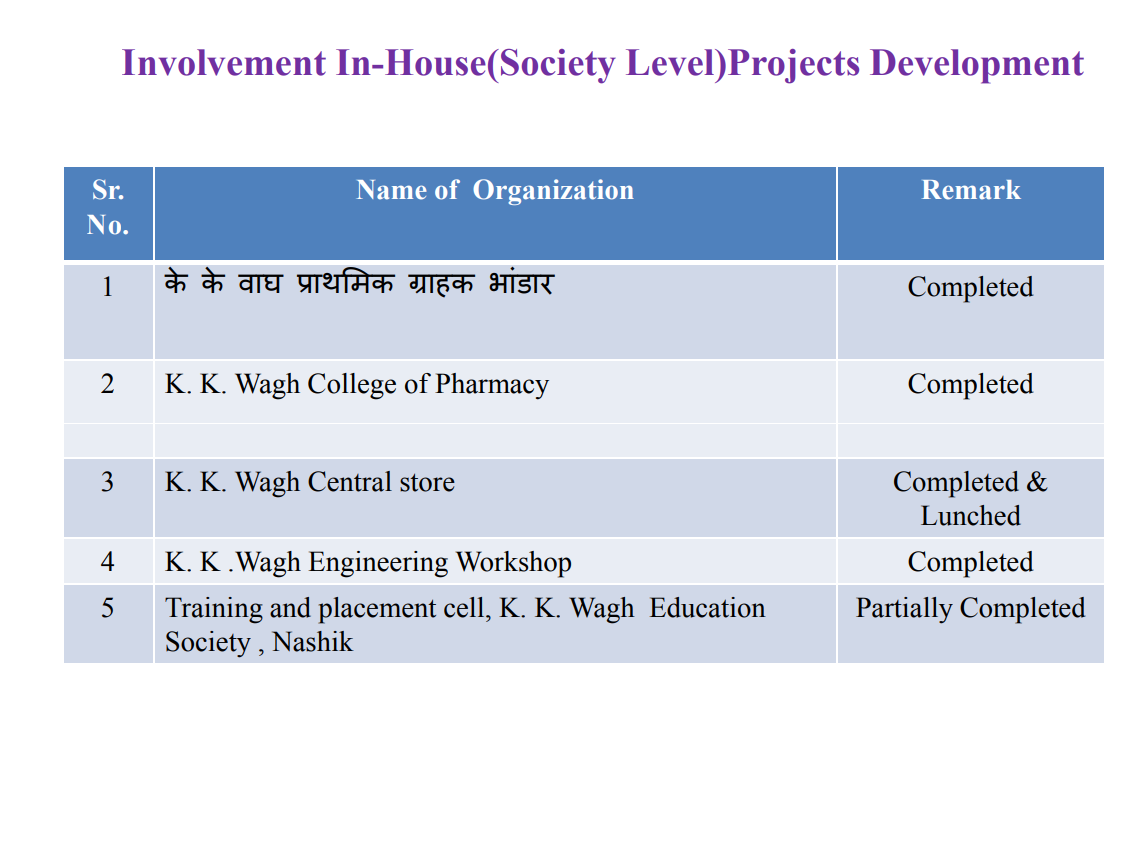 Involvement In-House(Society Level)Projects Development
Sr. No. Name of Organization Remark
1 के के वाघ प्राथमिक ग्राहक भांडार Completed
2 K. K. Wagh College of Pharmacy Completed
3 K. K. Wagh Central store Completed &
Lunched
4 K. K .Wagh Engineering Workshop Completed
5 Training and placement cell, K. K. Wagh Education Partially Completed
Society , Nashik